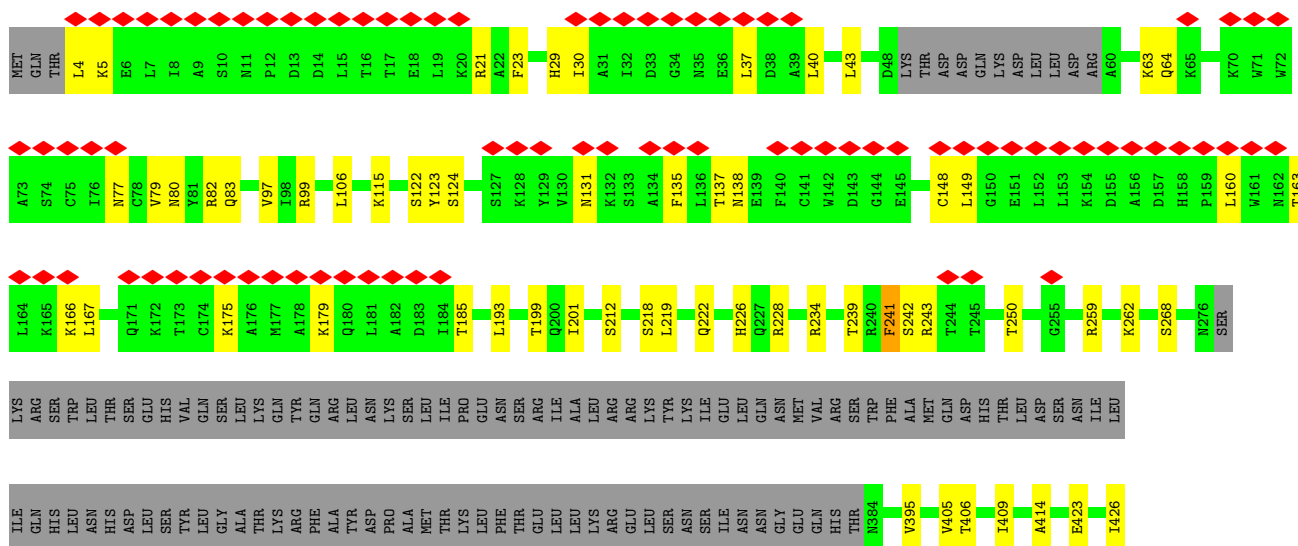 MET GLN THR L4 K5 E6 L7 I8 A9 S10 N11 P12 D13 D14 L15 T16 T17 E18 L19 K20 R21 A22 F23 H29 I30 A31 I32 D33 G34 N35 E36 L37 D38 A39 L40 L43 D48 LYS THR ASP ASP GLN LYS ASP LEU LEU ASP ARG A60 K63 Q64 K65 K70 W71 W72
A73 S74 C75 I76 N77 C78 V79 N80 Y81 R82 Q83 V97 I98 R99 L106 K115 S122 Y123 S124 S127 K128 Y129 V130 N131 K132 S133 A134 F135 L136 T137 N138 E139 F140 C141 W142 D143 G144 E145 C148 L149 G150 E151 L152 L153 K154 D155 A156 D157 H158 P159 L160 W161 N162 T163
L164 K165 K166 L167 Q171 K172 T173 C174 K175 A176 M177 A178 K179 Q180 L181 A182 D183 I184 T185 L193 T199 Q200 I201 S212 S218 L219 Q222 H226 Q227 R228 R234 T239 R240 F241 S242 R243 T244 T245 T250 G255 R259 K262 S268 N276 SER
LYS ARG SER TRP LEU THR SER GLU HIS VAL GLN SER LEU LYS GLN TYR GLN ARG LEU ASN LYS SER LEU ILE PRO GLU ASN SER ARG ILE ALA LEU ARG ARG LYS TYR LYS ILE GLU LEU GLN ASN MET VAL ARG SER TRP PHE ALA MET GLN ASP HIS THR LEU ASP SER ASN ILE LEU
ILE GLN HIS LEU ASN HIS ASP LEU SER TYR LEU GLY ALA THR LYS ARG PHE ALA TYR ASP PRO ALA MET THR LYS LEU PHE THR GLU LEU LEU LYS ARG GLU LEU SER ASN SER ILE ASN ASN GLY GLU GLN HIS THR N384 V395 V405 T406 I409 A414 E423 I426